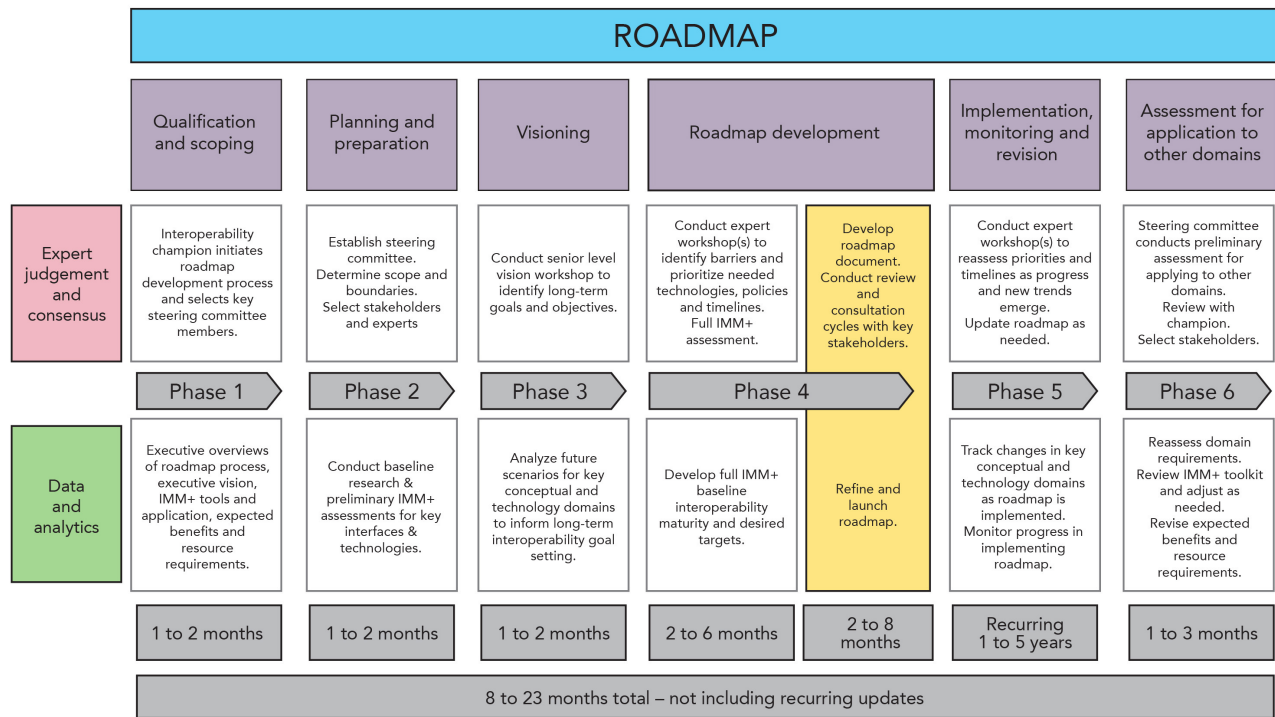 ROADMAP
Qualification
and scoping
Planning and
preparation
Visioning
Roadmap development
Implementation,
monitoring and
revision
Assessment for
application to
other domains
Expert
judgement
and
consensus
Interoperability
champion initiates
roadmap
development process
and selects key
steering committee
members.
Establish steering
committee.
Determine scope and
boundaries.
Select stakeholders
and experts
Conduct senior level
vision workshop to
identify long-term
goals and objectives.
Conduct expert
workshop(s) to
identify barriers and
prioritize needed
technologies, policies
and timelines.
Full IMM+
assessment.
Develop
roadmap
document.
Conduct review
and
consultation
cycles with key
stakeholders.
Conduct expert
workshop(s) to
reassess priorities and
timelines as progress
and new trends
emerge.
Update roadmap as
needed.
Steering committee
conducts preliminary
assessment for
applying to other
domains.
Review with
champion.
Select stakeholders.
Phase 1
Phase 2
Phase 3
Phase 4
Phase 5
Phase 6
Data
and
analytics
Executive overviews
of roadmap process,
executive vision,
IMM+ tools and
application, expected
benefits and
resource
requirements.
Conduct baseline
research &
preliminary IMM+
assessments for key
interfaces &
technologies.
Analyze future
scenarios for key
conceptual and
technology domains
to inform long-term
interoperability goal
setting.
Develop full IMM+
baseline
interoperability
maturity and desired
targets.
Refine and
launch
roadmap.
Track changes in key
conceptual and
technology domains
as roadmap is
implemented.
Monitor progress in
implementing
roadmap.
Reassess domain
requirements.
Review IMM+ toolkit
and adjust as
needed.
Revise expected
benefits and
resource
requirements.
1 to 2 months
1 to 2 months
1 to 2 months
2 to 6 months
2 to 8
months
Recurring
1 to 5 years
1 to 3 months
8 to 23 months total – not including recurring updates